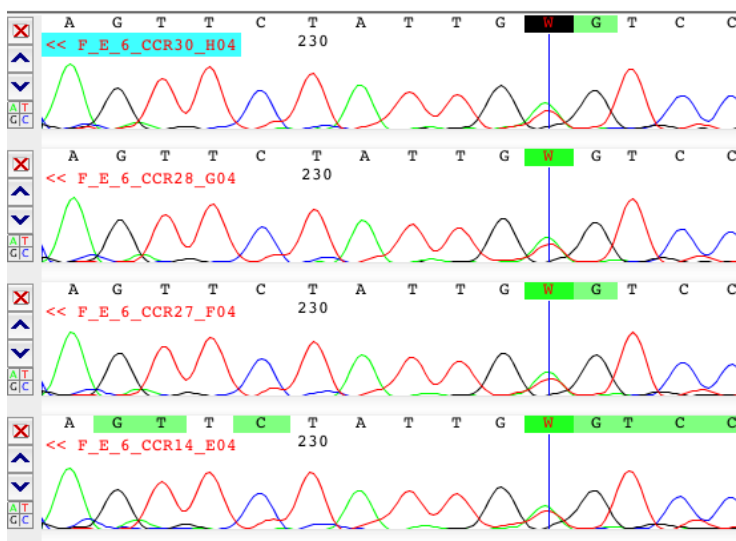 A G T T C T A T T G W G T C C
<< F_E_6_CCR30_H04 230
A T
G C
A G T T C T A T T G W G T C C
<< F_E_6_CCR28_G04 230
A T
G C
A G T T C T A T T G W G T C C
<< F_E_6_CCR27_F04 230
A T
G C
A G T T C T A T T G W G T C C
<< F_E_6_CCR14_E04 230
A T
G C